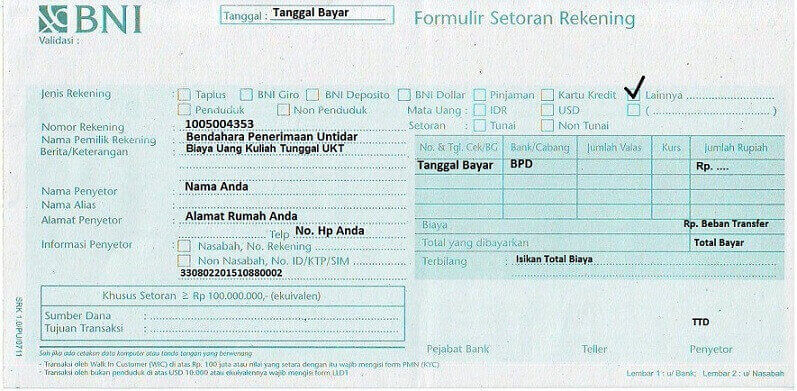 BNI
Tanggal : Tanggal Bayar
Formulir Setoran Rekening
Validasi :
Jenis Rekening : Taplus BNI Giro BNI Deposito BNI Dollar Pinjaman Kartu Kredit Lainnya
Penduduk Non Penduduk Mata Uang : IDR USD ( )
Nomor Rekening : 1005004353 Setoran : Tunai Non Tunai
Nama Pemilik Rekening : Bendahara Penerimaan Untidar
Berita/Keterangan : Biaya Uang Kuliah Tunggal UKT
No. & Tgl. Cek/BG Bank/Cabang Jumlah Valas Kurs Jumlah Rupiah
Tanggal Bayar BPD Rp. ....
Nama Penyetor : Nama Anda
Nama Alias :
Alamat Penyetor : Alamat Rumah Anda
Telp No. Hp Anda
Biaya Rp. Beban Transfer
Informasi Penyetor : Nasabah, No. Rekening
Total yang dibayarkan Total Bayar
Non Nasabah, No. ID/KTP/SIM
Terbilang : Isikan Total Biaya
330802201510880002
Khusus Setoran ≥ Rp 100.000.000,- (ekuivalen)
Sumber Dana :
Tujuan Transaksi :
TTD
Pejabat Bank Teller Penyetor
Sah jika ada cetakan data komputer atau tanda tangan yang berwenang
- Transaksi oleh Walk In Customer (WIC) di atas Rp. 100 juta atau nilai yang setara dengan itu wajib mengisi form PMN (KYC)
- Transaksi oleh bukan penduduk di atas USD 10.000 atau ekuivalennya wajib mengisi form LLD1
Lembar 1 : u/ Bank; Lembar 2 : u/ Nasabah